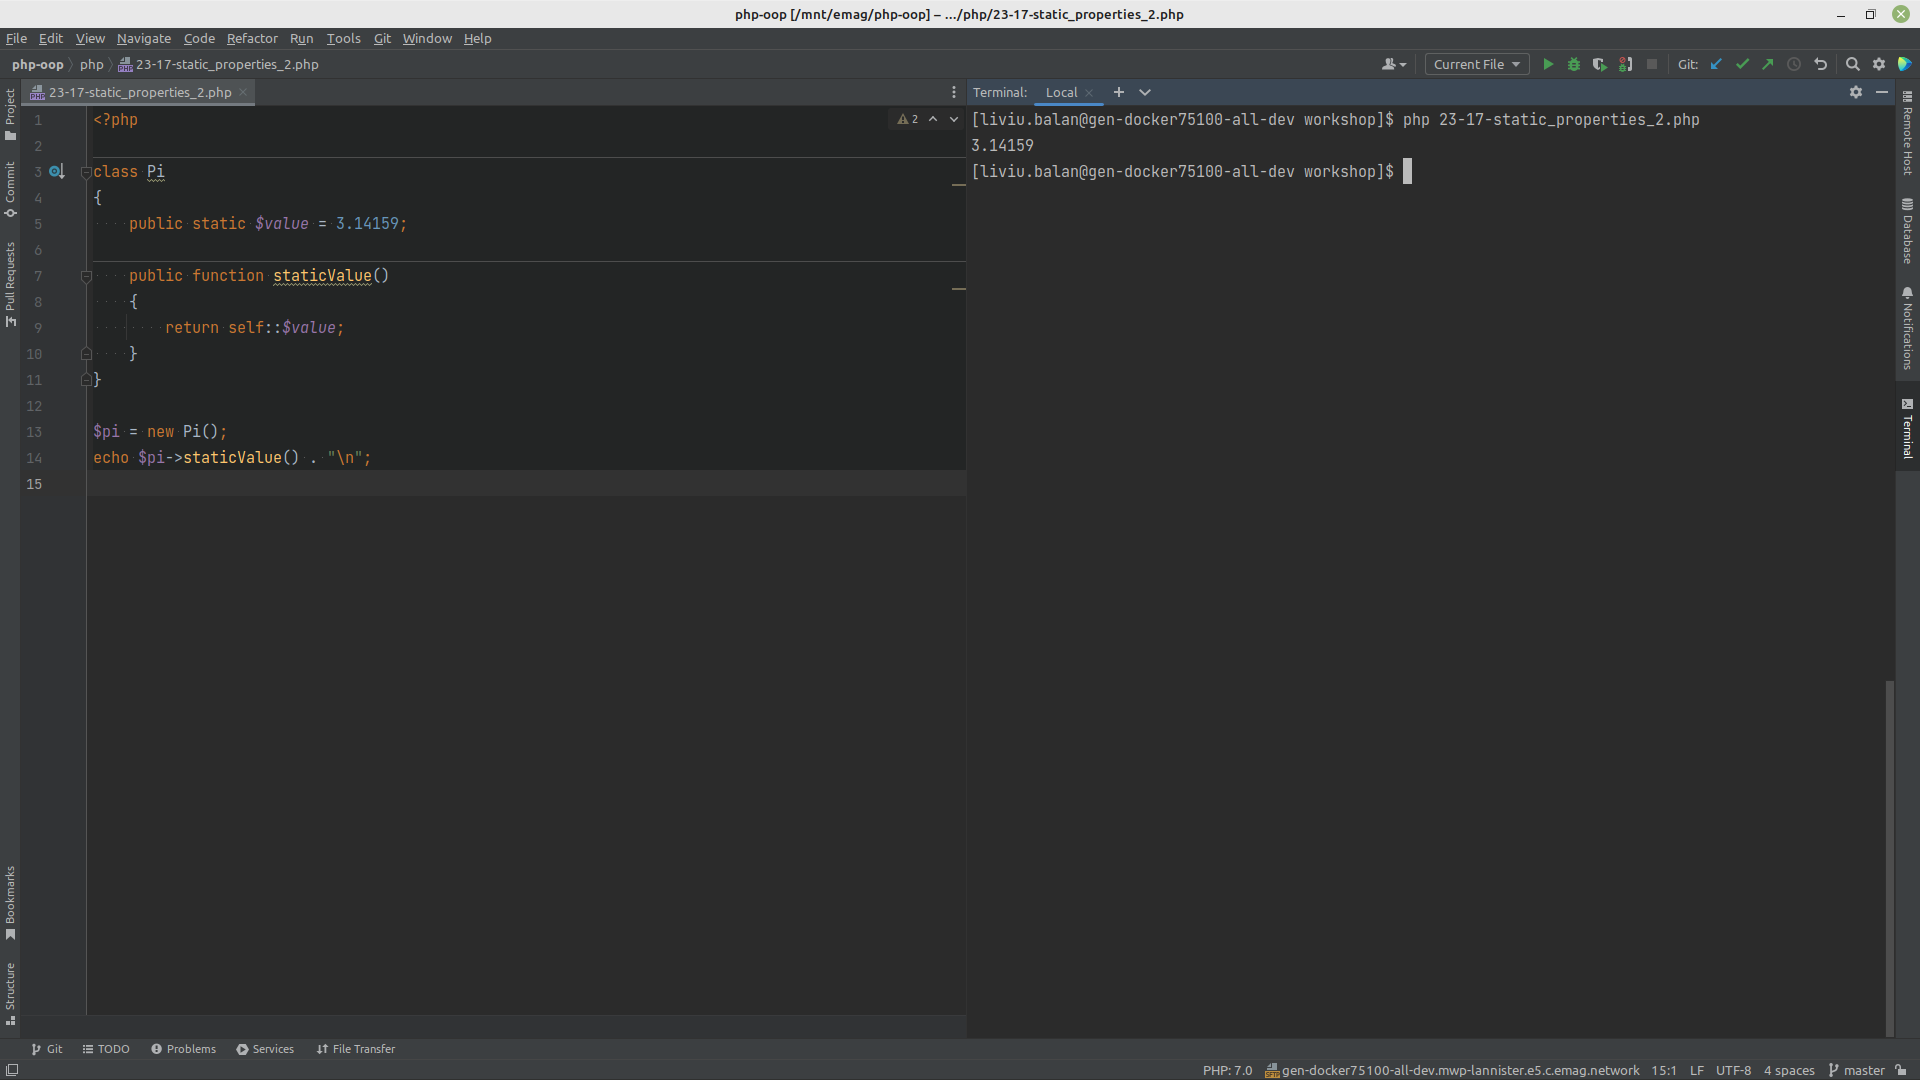 php-oop [/mnt/emag/php-oop] – .../php/23-17-static_properties_2.php
File Edit View Navigate Code Refactor Run Tools Git Window Help
php-oop php 23-17-static_properties_2.php
Current File Git:
Project
Commit
Pull Requests
Bookmarks
Structure
23-17-static_properties_2.php
2
1 <?php
2
3 class Pi
4 {
5     public static $value = 3.14159;
6
7     public function staticValue()
8     {
9         return self::$value;
10     }
11 }
12
13 $pi = new Pi();
14 echo $pi->staticValue() . "\n";
15
Terminal: Local
[liviu.balan@gen-docker75100-all-dev workshop]$ php 23-17-static_properties_2.php
3.14159
[liviu.balan@gen-docker75100-all-dev workshop]$
Remote Host
Database
Notifications
Terminal
Git TODO Problems Services File Transfer
PHP: 7.0 gen-docker75100-all-dev.mwp-lannister.e5.c.emag.network 15:1 LF UTF-8 4 spaces master